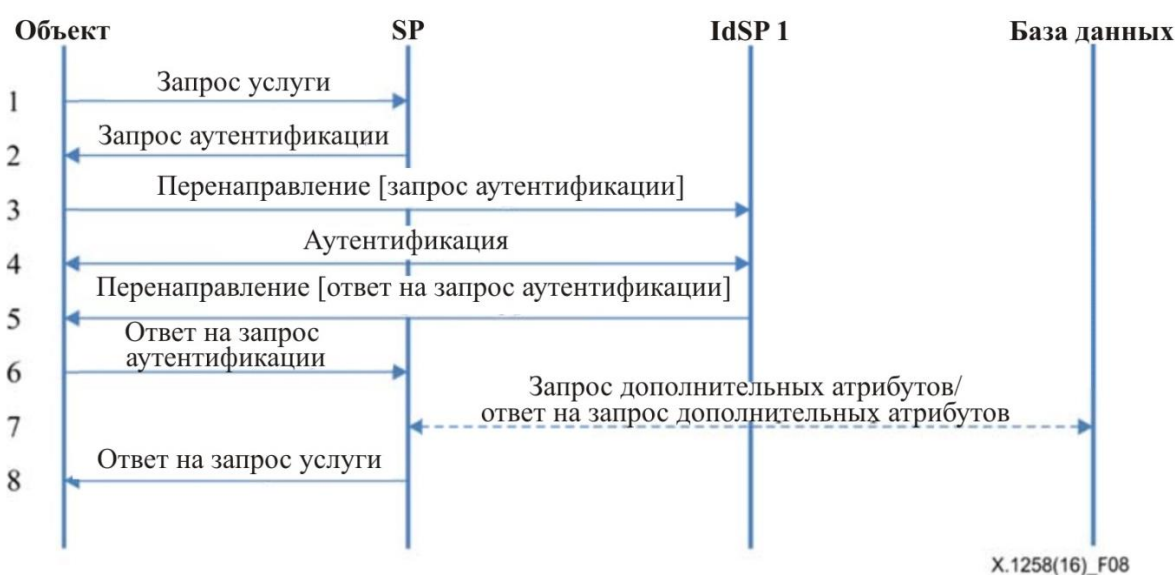 Объект SP IdSP 1 База данных
Запрос услуги
1
Запрос аутентификации
2
Перенаправление [запрос аутентификации]
3
Аутентификация
4
Перенаправление [ответ на запрос аутентификации]
5
Ответ на запрос
аутентификации
6
Запрос дополнительных атрибутов/
ответ на запрос дополнительных атрибутов
7
Ответ на запрос услуги
8
X.1258(16)_F08